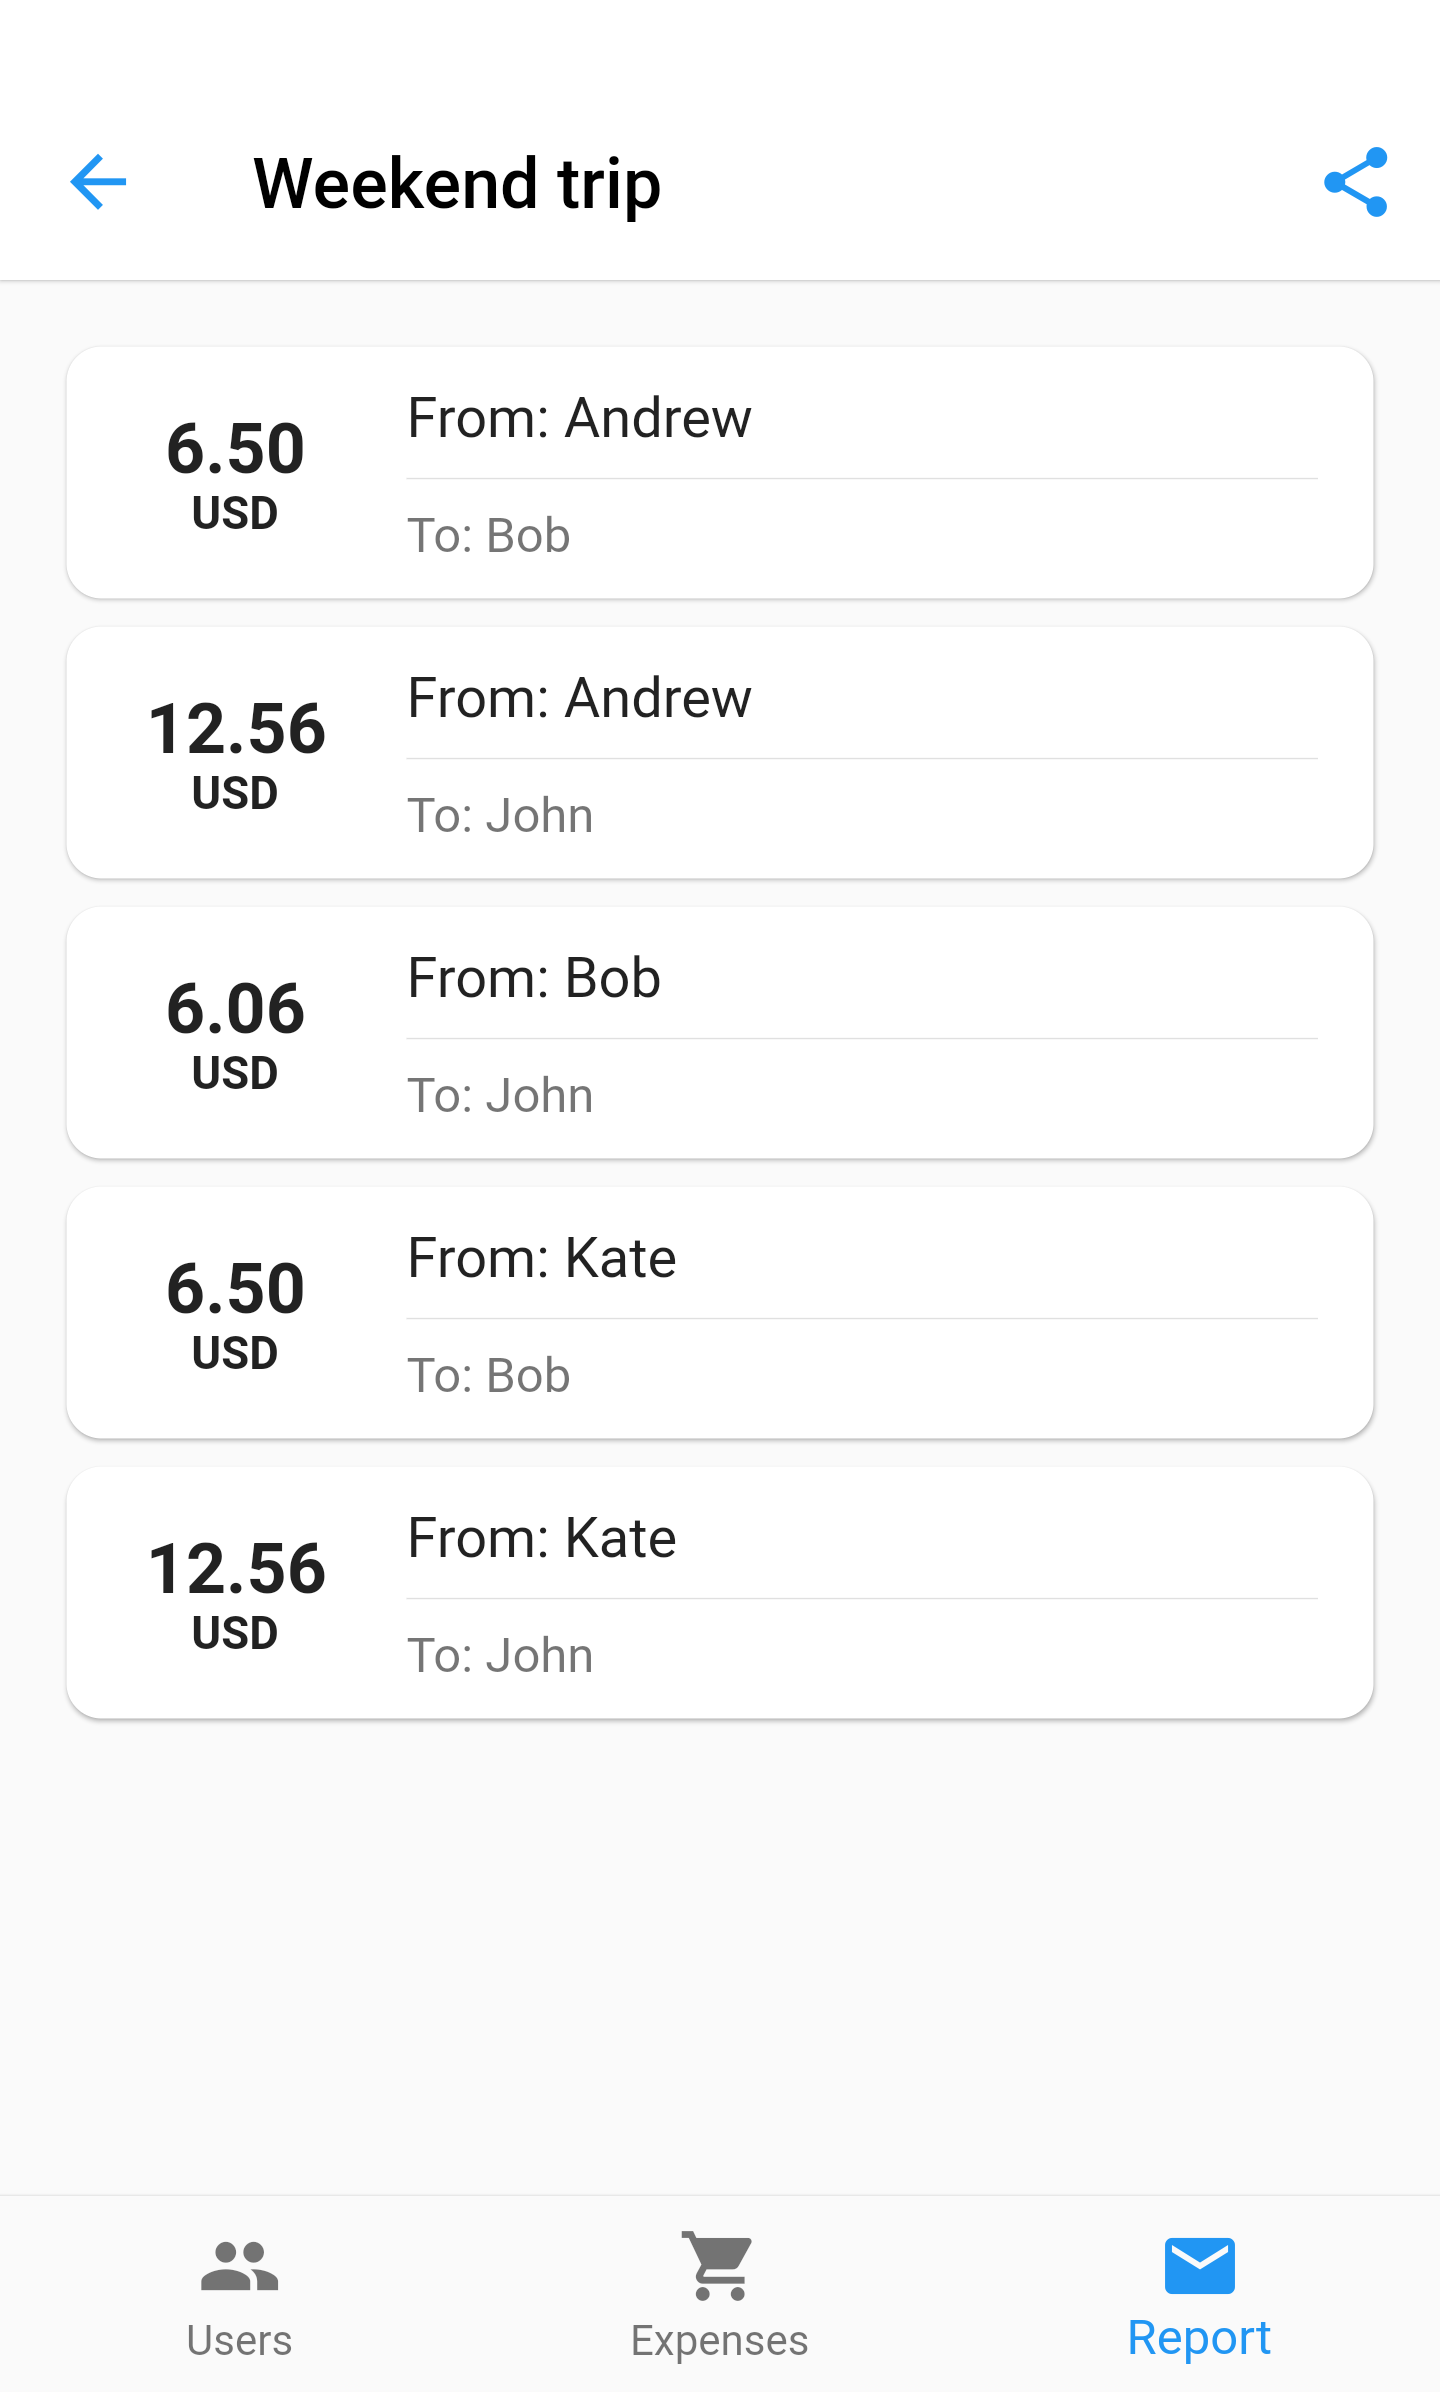 Weekend trip
6.50
USD
From: Andrew
To: Bob
12.56
USD
From: Andrew
To: John
6.06
USD
From: Bob
To: John
6.50
USD
From: Kate
To: Bob
12.56
USD
From: Kate
To: John
Users
Expenses
Report